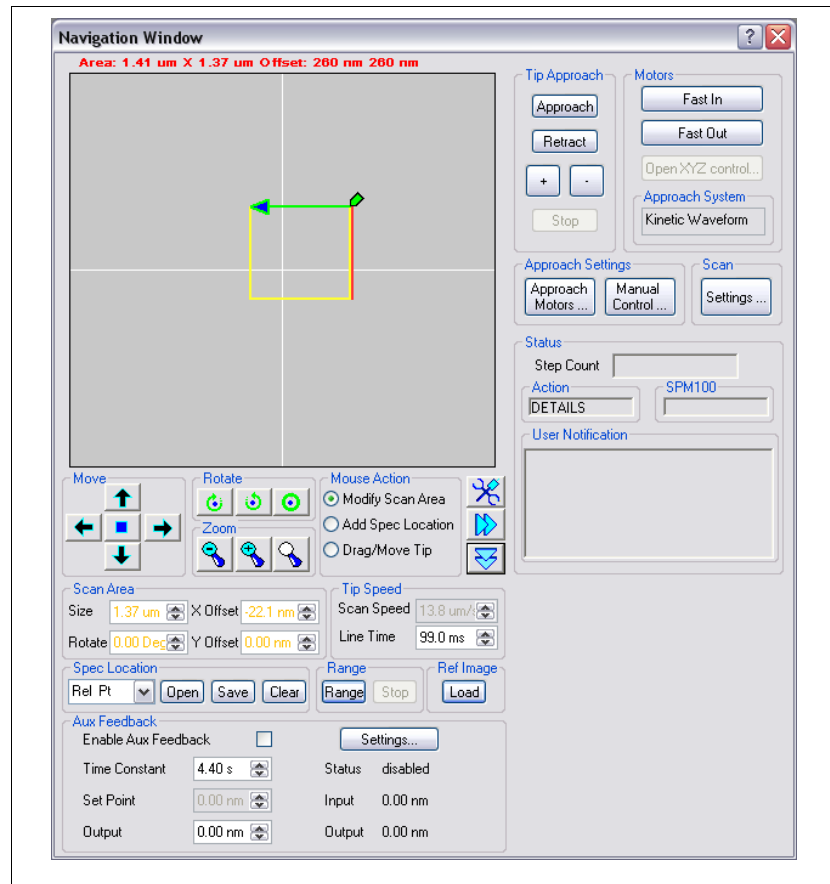 Navigation Window
Area: 1.41 um X 1.37 um Offset: 260 nm 260 nm
Tip Approach
Approach
Retract
+ -
Stop
Motors
Fast In
Fast Out
Open XYZ control...
Approach System
Kinetic Waveform
Approach Settings
Approach Motors ...
Manual Control ...
Scan
Settings ...
Status
Step Count
Action
DETAILS
SPM100
User Notification
Move
Rotate
Zoom
Mouse Action
Modify Scan Area
Add Spec Location
Drag/Move Tip
Scan Area
Size 1.37 um X Offset -22.1 nm
Rotate 0.00 Deg Y Offset 0.00 nm
Tip Speed
Scan Speed 13.8 um/s
Line Time 99.0 ms
Spec Location
Rel Pt Open Save Clear
Range
Range Stop
Ref Image
Load
Aux Feedback
Enable Aux Feedback Settings...
Time Constant 4.40 s Status disabled
Set Point 0.00 nm Input 0.00 nm
Output 0.00 nm Output 0.00 nm